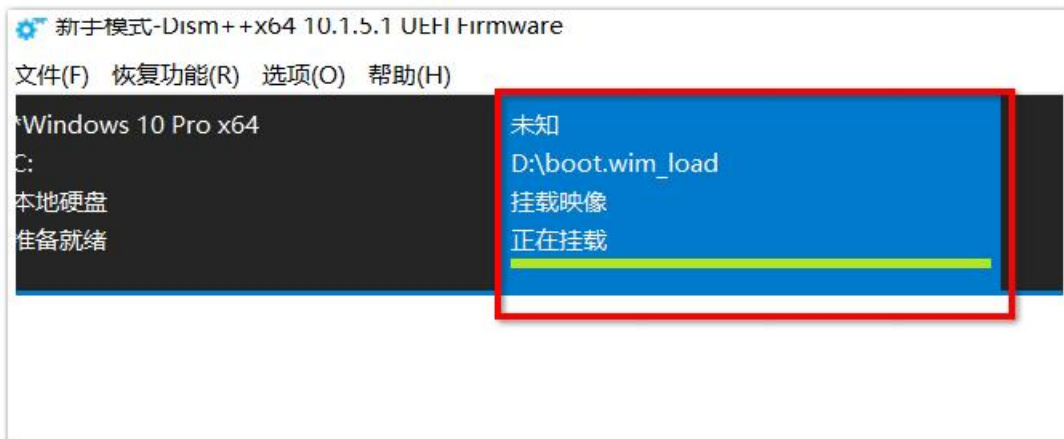 新手模式-Dism++x64 10.1.5.1 UEFI Firmware
文件(F) 恢复功能(R) 选项(O) 帮助(H)
*Windows 10 Pro x64
C:
本地硬盘
准备就绪
未知
D:\boot.wim_load
挂载映像
正在挂载